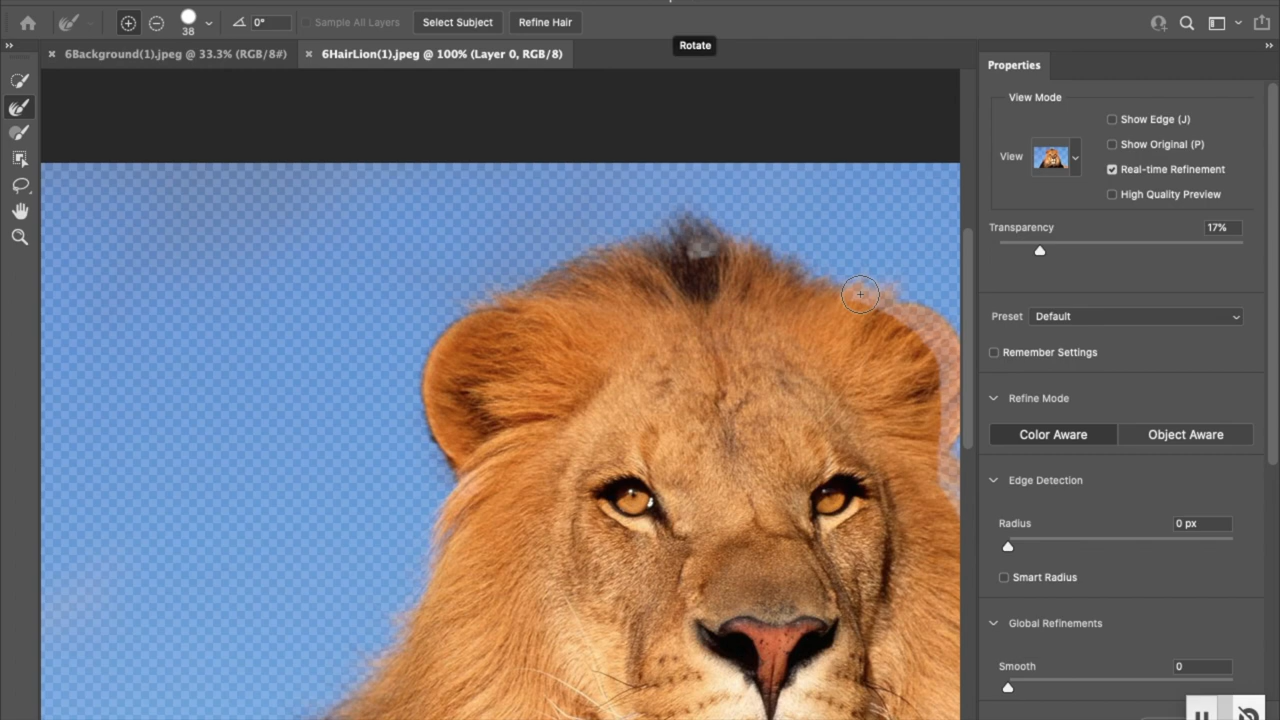 38
0°
Sample All Layers
Select Subject
Refine Hair
Rotate
6Background(1).jpeg @ 33.3% (RGB/8#)
6HairLion(1).jpeg @ 100% (Layer 0, RGB/8)
Properties
View Mode
Show Edge (J)
Show Original (P)
View
Real-time Refinement
High Quality Preview
Transparency
17%
Preset
Default
Remember Settings
Refine Mode
Color Aware
Object Aware
Edge Detection
Radius
0 px
Smart Radius
Global Refinements
Smooth
0